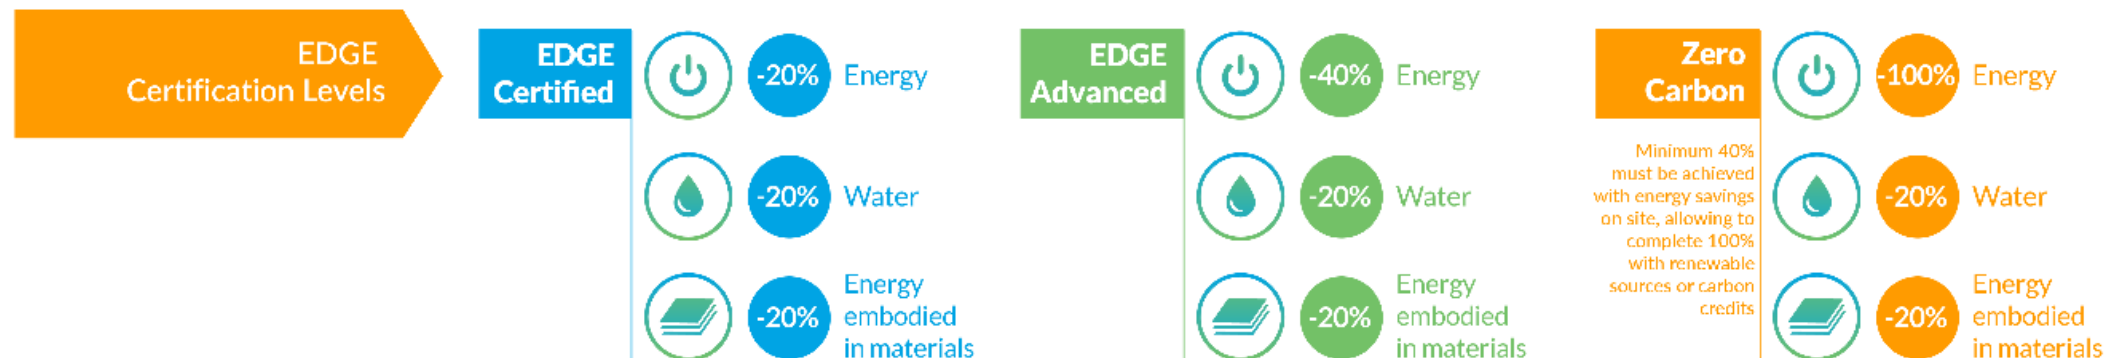 EDGE
Certification Levels
EDGE
Certified
-20%
Energy
-20%
Water
-20%
Energy
embodied
in materials
EDGE
Advanced
-40%
Energy
-20%
Water
-20%
Energy
embodied
in materials
Zero
Carbon
Minimum 40%
must be achieved
with energy savings
on site, allowing to
complete 100%
with renewable
sources or carbon
credits
-100%
Energy
-20%
Water
-20%
Energy
embodied
in materials